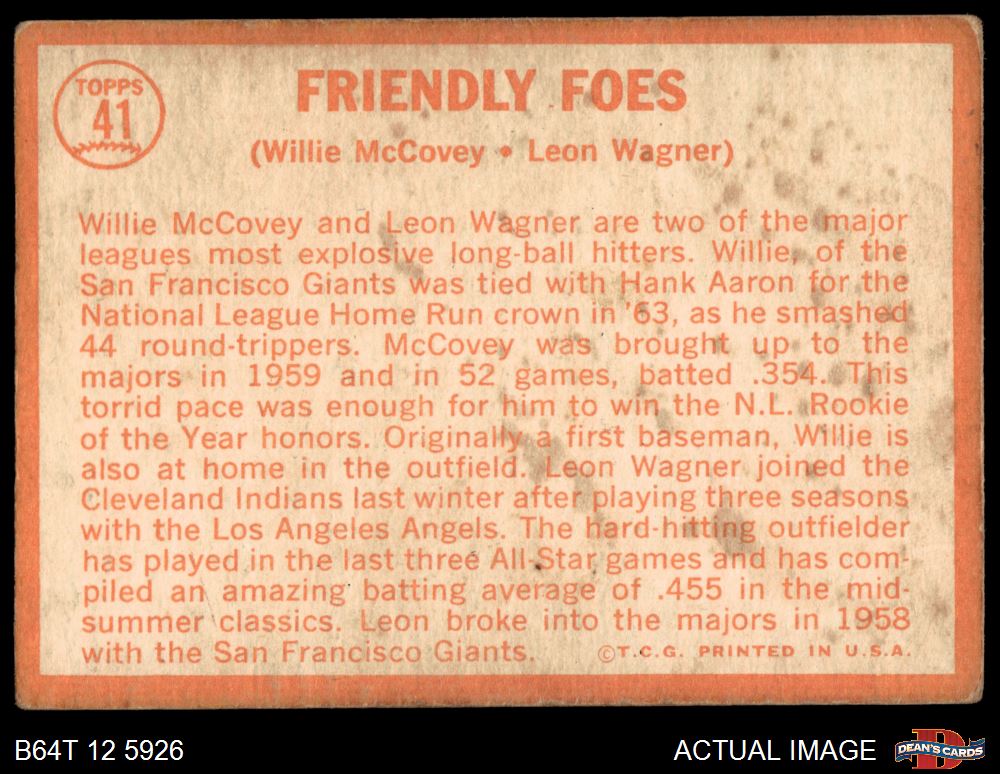 TOPPS
41
FRIENDLY FOES
(Willie McCovey • Leon Wagner)
Willie McCovey and Leon Wagner are two of the major
leagues most explosive long-ball hitters. Willie, of the
San Francisco Giants was tied with Hank Aaron for the
National League Home Run crown in '63, as he smashed
44 round-trippers. McCovey was brought up to the
majors in 1959 and in 52 games, batted .354. This
torrid pace was enough for him to win the N.L. Rookie
of the Year honors. Originally a first baseman, Willie is
also at home in the outfield. Leon Wagner joined the
Cleveland Indians last winter after playing three seasons
with the Los Angeles Angels. The hard-hitting outfielder
has played in the last three All-Star games and has com-
piled an amazing batting average of .455 in the mid-
summer classics. Leon broke into the majors in 1958
with the San Francisco Giants.
©T.C.G. PRINTED IN U.S.A.
B64T 12 5926
ACTUAL IMAGE
D
DEAN'S CARDS